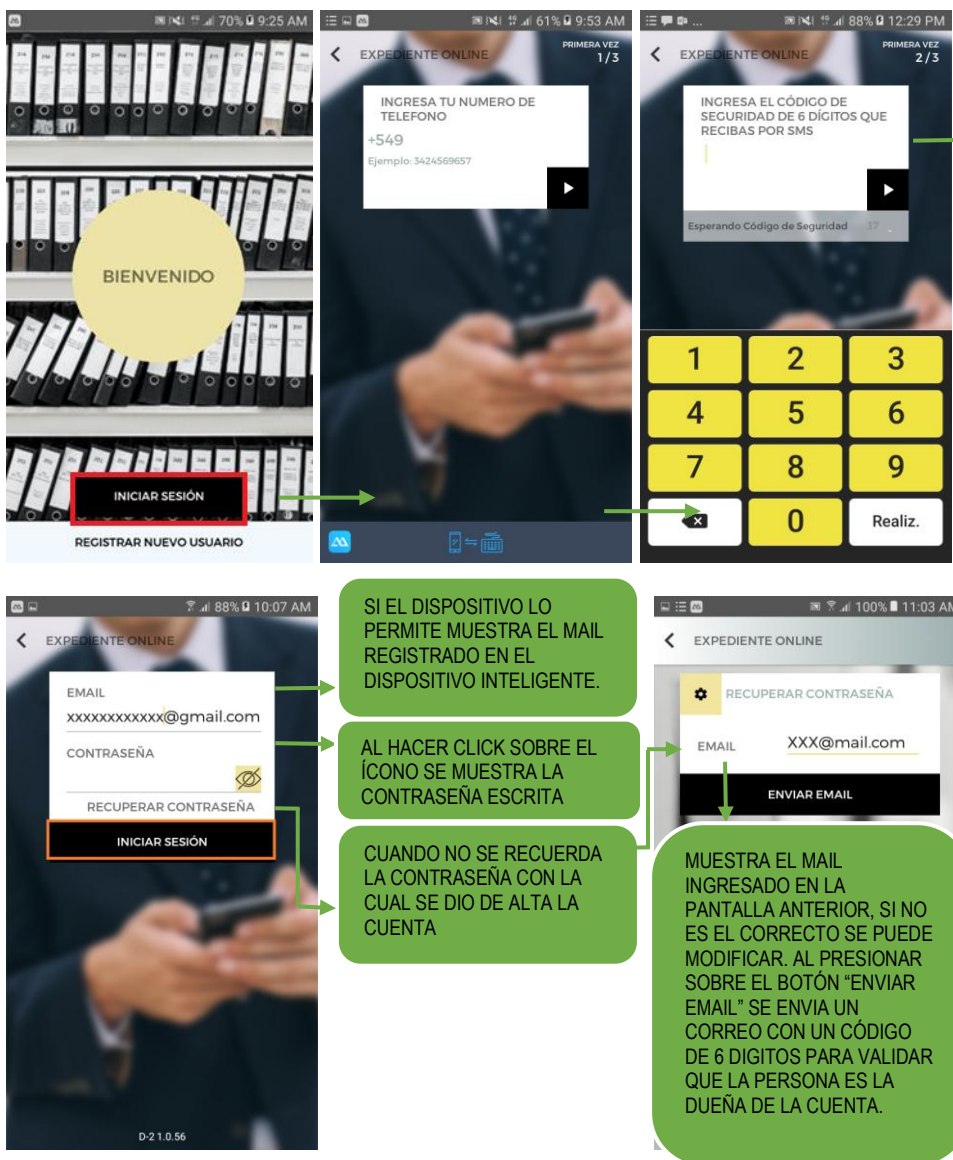 70% 9:25 AM
BIENVENIDO
INICIAR SESIÓN
REGISTRAR NUEVO USUARIO
61% 9:53 AM
EXPEDIENTE ONLINE
PRIMERA VEZ
1/3
INGRESA TU NUMERO DE
TELEFONO
+549
Ejemplo: 3424569657
... 88% 12:29 PM
EXPEDIENTE ONLINE
PRIMERA VEZ
2/3
INGRESA EL CÓDIGO DE
SEGURIDAD DE 6 DÍGITOS QUE
RECIBAS POR SMS
Esperando Código de Seguridad 37
1 2 3
4 5 6
7 8 9
0 Realiz.
88% 10:07 AM
EXPEDIENTE ONLINE
EMAIL
xxxxxxxxxxxxx@gmail.com
CONTRASEÑA
RECUPERAR CONTRASEÑA
INICIAR SESIÓN
D-2 1.0.56
SI EL DISPOSITIVO LO
PERMITE MUESTRA EL MAIL
REGISTRADO EN EL
DISPOSITIVO INTELIGENTE.
AL HACER CLICK SOBRE EL
ÍCONO SE MUESTRA LA
CONTRASEÑA ESCRITA
CUANDO NO SE RECUERDA
LA CONTRASEÑA CON LA
CUAL SE DIO DE ALTA LA
CUENTA
100% 11:03 AM
EXPEDIENTE ONLINE
RECUPERAR CONTRASEÑA
EMAIL XXX@mail.com
ENVIAR EMAIL
MUESTRA EL MAIL
INGRESADO EN LA
PANTALLA ANTERIOR, SI NO
ES EL CORRECTO SE PUEDE
MODIFICAR. AL PRESIONAR
SOBRE EL BOTÓN “ENVIAR
EMAIL” SE ENVIA UN
CORREO CON UN CÓDIGO
DE 6 DIGITOS PARA VALIDAR
QUE LA PERSONA ES LA
DUEÑA DE LA CUENTA.